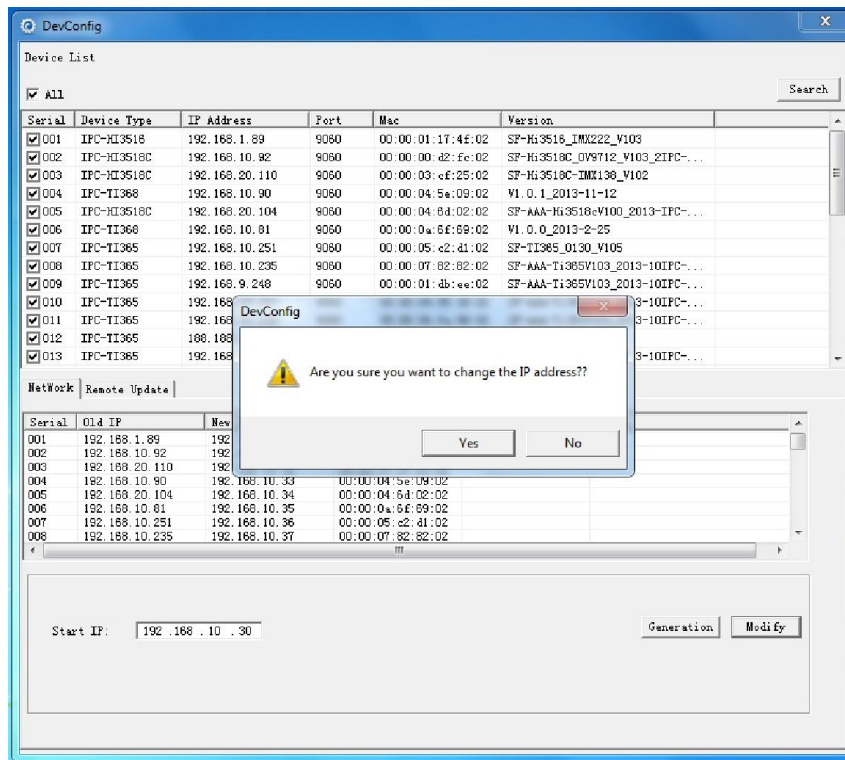 DevConfig
Device List
All
Search
Serial Device Type IP Address Port Mac Version
001 IPC-HI3516 192.168.1.89 9060 00:00:01:17:4f:02 SF-Hi3516_IMX222_V103
002 IPC-HI3518C 192.168.10.92 9060 00:00:00:d2:fc:02 SF-Hi3518C_OV9712_V103_2IPC-...
003 IPC-HI3518C 192.168.20.110 9060 00:00:03:cf:25:02 SF-Hi3518C-IMX138_V102
004 IPC-TI368 192.168.10.90 9060 00:00:04:5e:09:02 V1.0.1_2013-11-12
005 IPC-HI3518C 192.168.20.104 9060 00:00:04:6d:02:02 SF-AAA-Hi3518cV100_2013-IPC-...
006 IPC-TI368 192.168.10.81 9060 00:00:0a:6f:69:02 V1.0.0_2013-2-25
007 IPC-TI365 192.168.10.251 9060 00:00:05:c2:d1:02 SF-TI365_0130_V105
008 IPC-TI365 192.168.10.235 9060 00:00:07:82:82:02 SF-AAA-Ti365V103_2013-10IPC-...
009 IPC-TI365 192.168.9.248 9060 00:00:01:db:ee:02 SF-AAA-Ti365V103_2013-10IPC-...
010 IPC-TI365 192.168 3-10IPC-...
011 IPC-TI365 192.168 3-10IPC-...
012 IPC-TI365 188.188
013 IPC-TI365 192.168 3-10IPC-...
DevConfig
Are you sure you want to change the IP address??
Yes No
NetWork Remote Update
Serial Old IP New
001 192.168.1.89 192
002 192.168.10.92 192
003 192.168.20.110
004 192.168.10.90 192.168.10.33 00:00:04:5e:09:02
005 192.168.20.104 192.168.10.34 00:00:04:6d:02:02
006 192.168.10.81 192.168.10.35 00:00:0a:6f:69:02
007 192.168.10.251 192.168.10.36 00:00:05:c2:d1:02
008 192.168.10.235 192.168.10.37 00:00:07:82:82:02
Start IP: 192 .168 . 10 . 30
Generation Modify